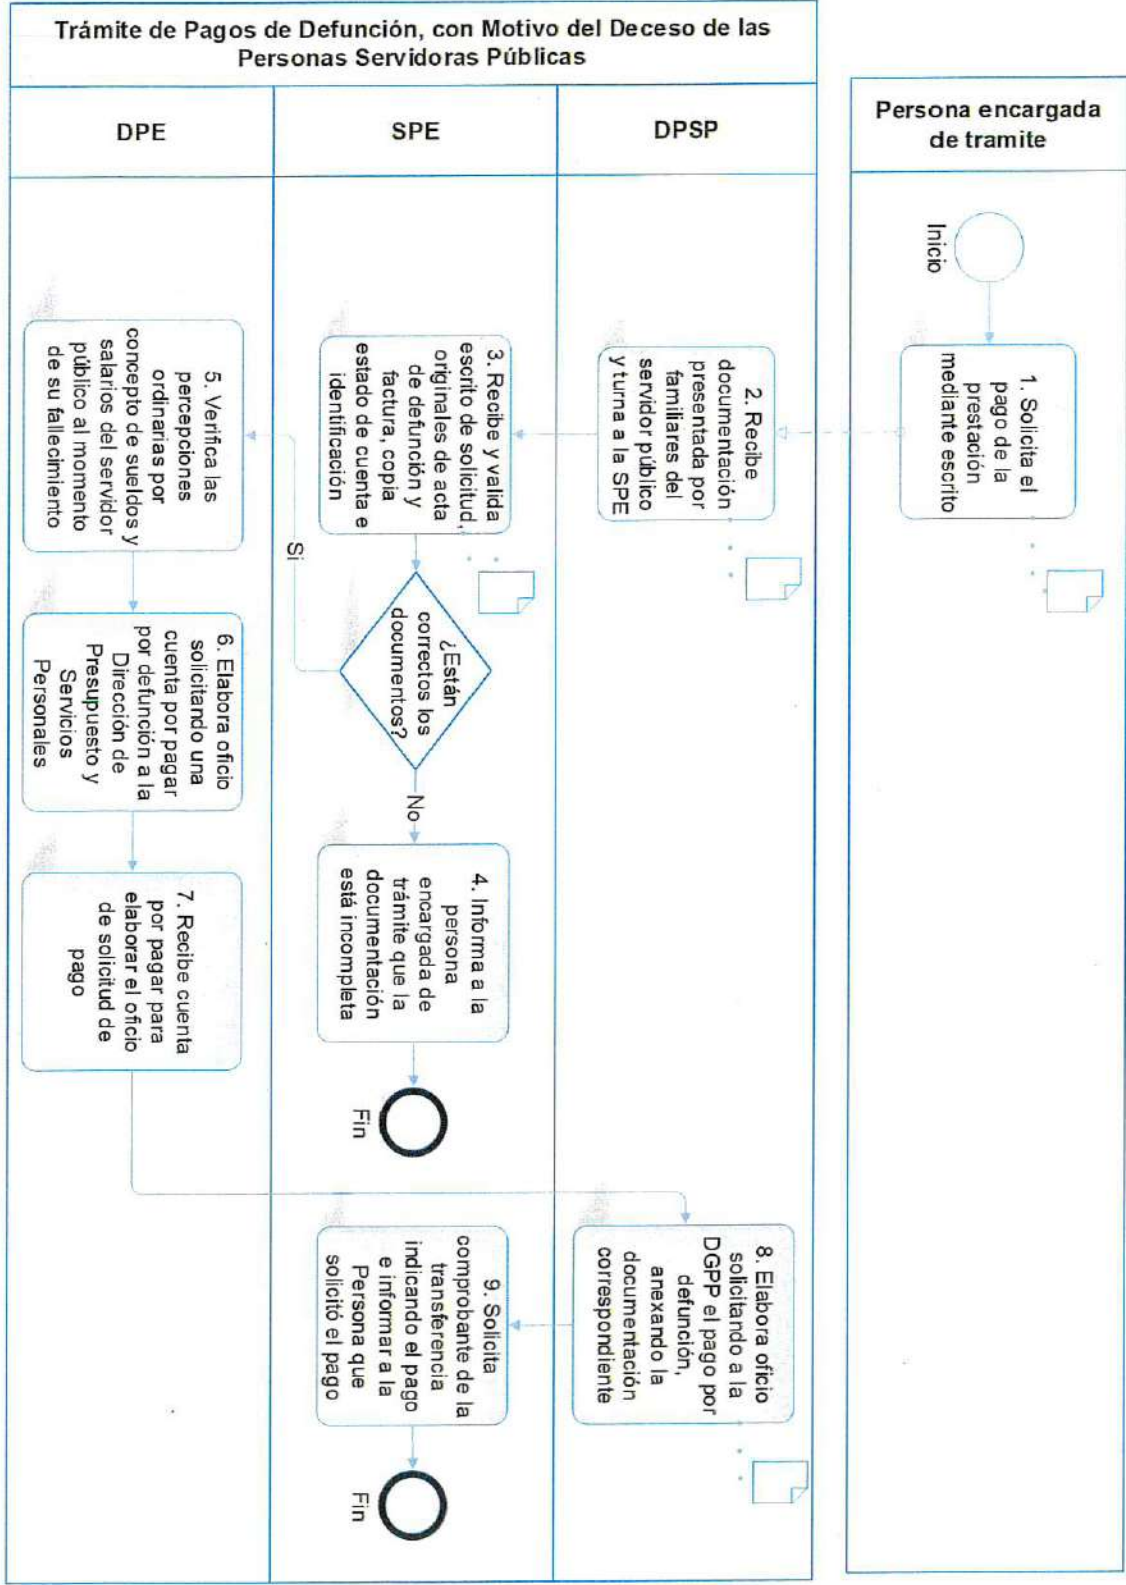 Trámite de Pagos de Defunción, con Motivo del Deceso de las
Personas Servidoras Públicas
DPE
SPE
DPSP
Persona encargada
de tramite
Inicio
1. Solicita el
pago de la
prestación
mediante escrito
2. Recibe
documentación
presentada por
familiares del
servidor público
y turna a la SPE
3. Recibe y valida
escrito de solicitud,
originales de acta
de defunción y
factura, copia
estado de cuenta e
identificación
¿Están
correctos los
documentos?
No
4. Informa a la
persona
encargada de
trámite que la
documentación
está incompleta
Fin
Si
5. Verifica las
percepciones
ordinarias por
concepto de sueldos y
salarios del servidor
público al momento
de su fallecimiento
6. Elabora oficio
solicitando una
cuenta por pagar
por defunción a la
Dirección de
Presupuesto y
Servicios
Personales
7. Recibe cuenta
por pagar para
elaborar el oficio
de solicitud de
pago
8. Elabora oficio
solicitando a la
DGPP el pago por
defunción,
anexando la
documentación
correspondiente
9. Solicita
comprobante de la
transferencia
indicando el pago
e informar a la
Persona que
solicitó el pago
Fin